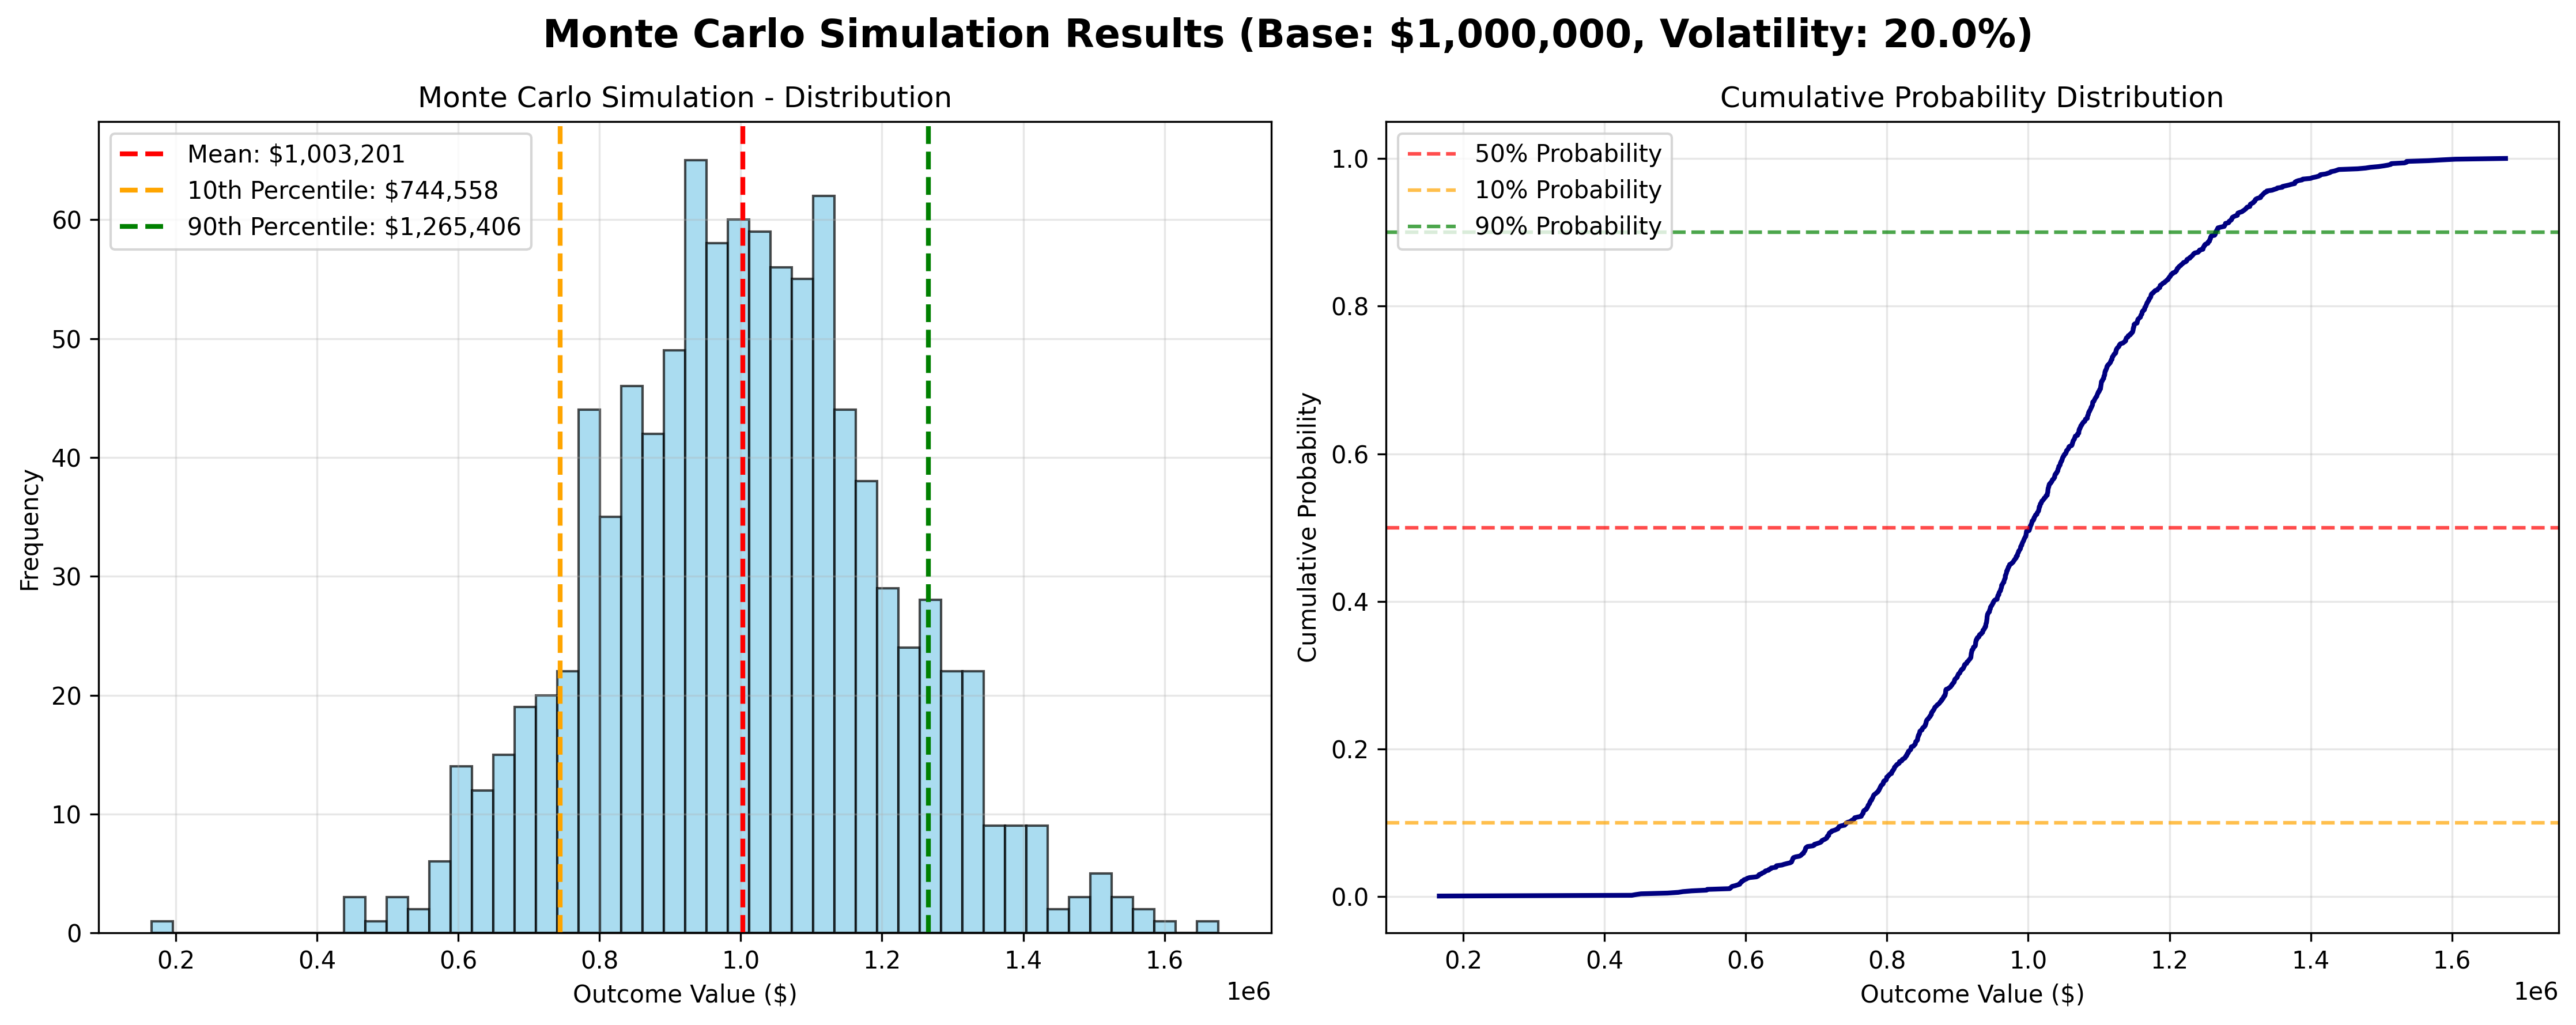 Monte Carlo Simulation Results (Base: $1,000,000, Volatility: 20.0%)
Monte Carlo Simulation - Distribution
Mean: $1,003,201
10th Percentile: $744,558
90th Percentile: $1,265,406
Frequency
60
50
40
30
20
10
0
0.2 0.4 0.6 0.8 1.0 1.2 1.4 1.6
1e6
Outcome Value ($)
Cumulative Probability Distribution
50% Probability
10% Probability
90% Probability
Cumulative Probability
1.0
0.8
0.6
0.4
0.2
0.0
0.2 0.4 0.6 0.8 1.0 1.2 1.4 1.6
1e6
Outcome Value ($)